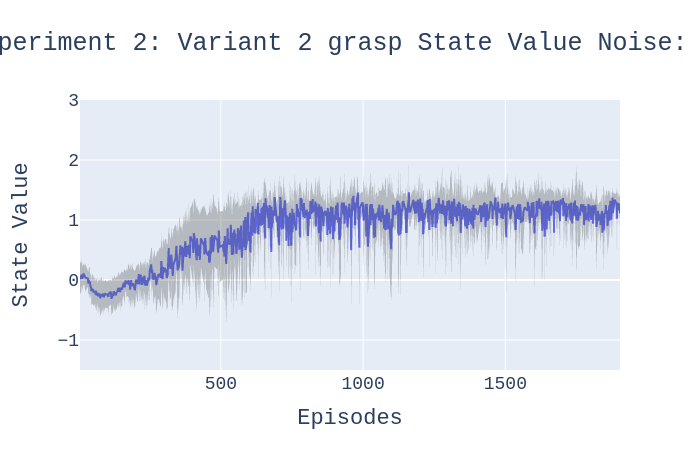 periment 2: Variant 2 grasp State Value Noise:
3
2
1
0
−1
State Value
500
1000
1500
Episodes